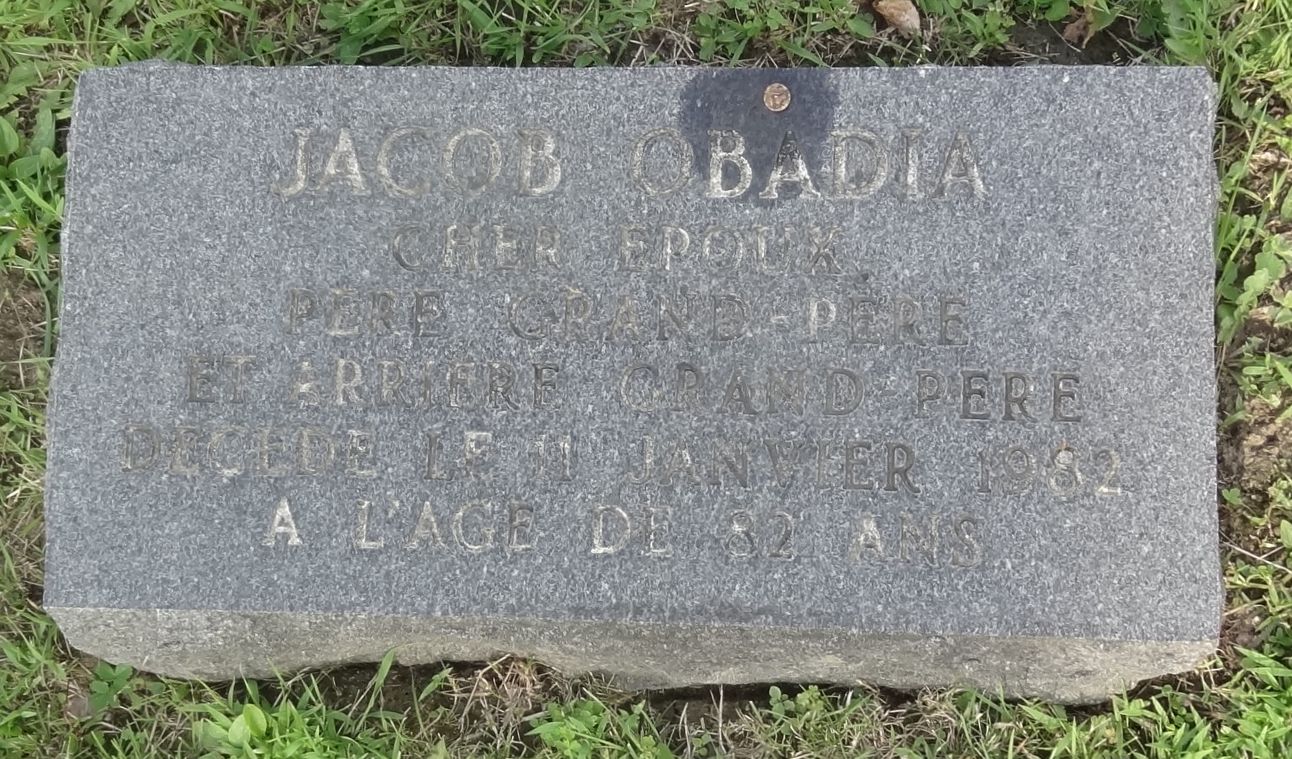 JACOB OBADIA
CHER EPOUX
PERE GRAND-PERE
ET ARRIERE GRAND-PERE
DECEDE LE 11 JANVIER 1982
A L'AGE DE 82 ANS